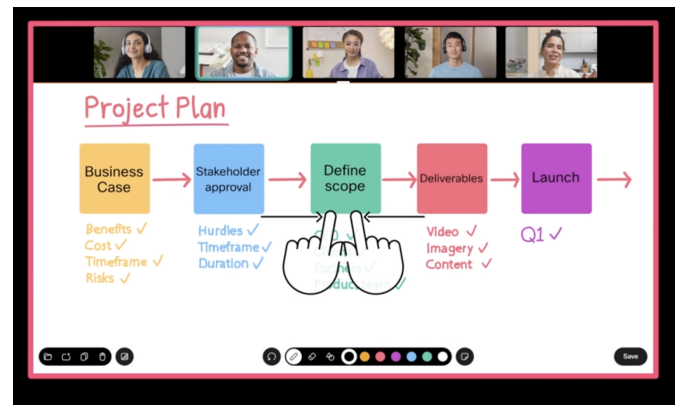 Project Plan
Business
Case
Stakeholder
approval
Define
scope
Deliverables
Launch
Benefits ✓
Cost ✓
Timeframe ✓
Risks ✓
Hurdles ✓
Timeframe ✓
Duration ✓
Video ✓
Imagery ✓
Content ✓
Q1 ✓
Save